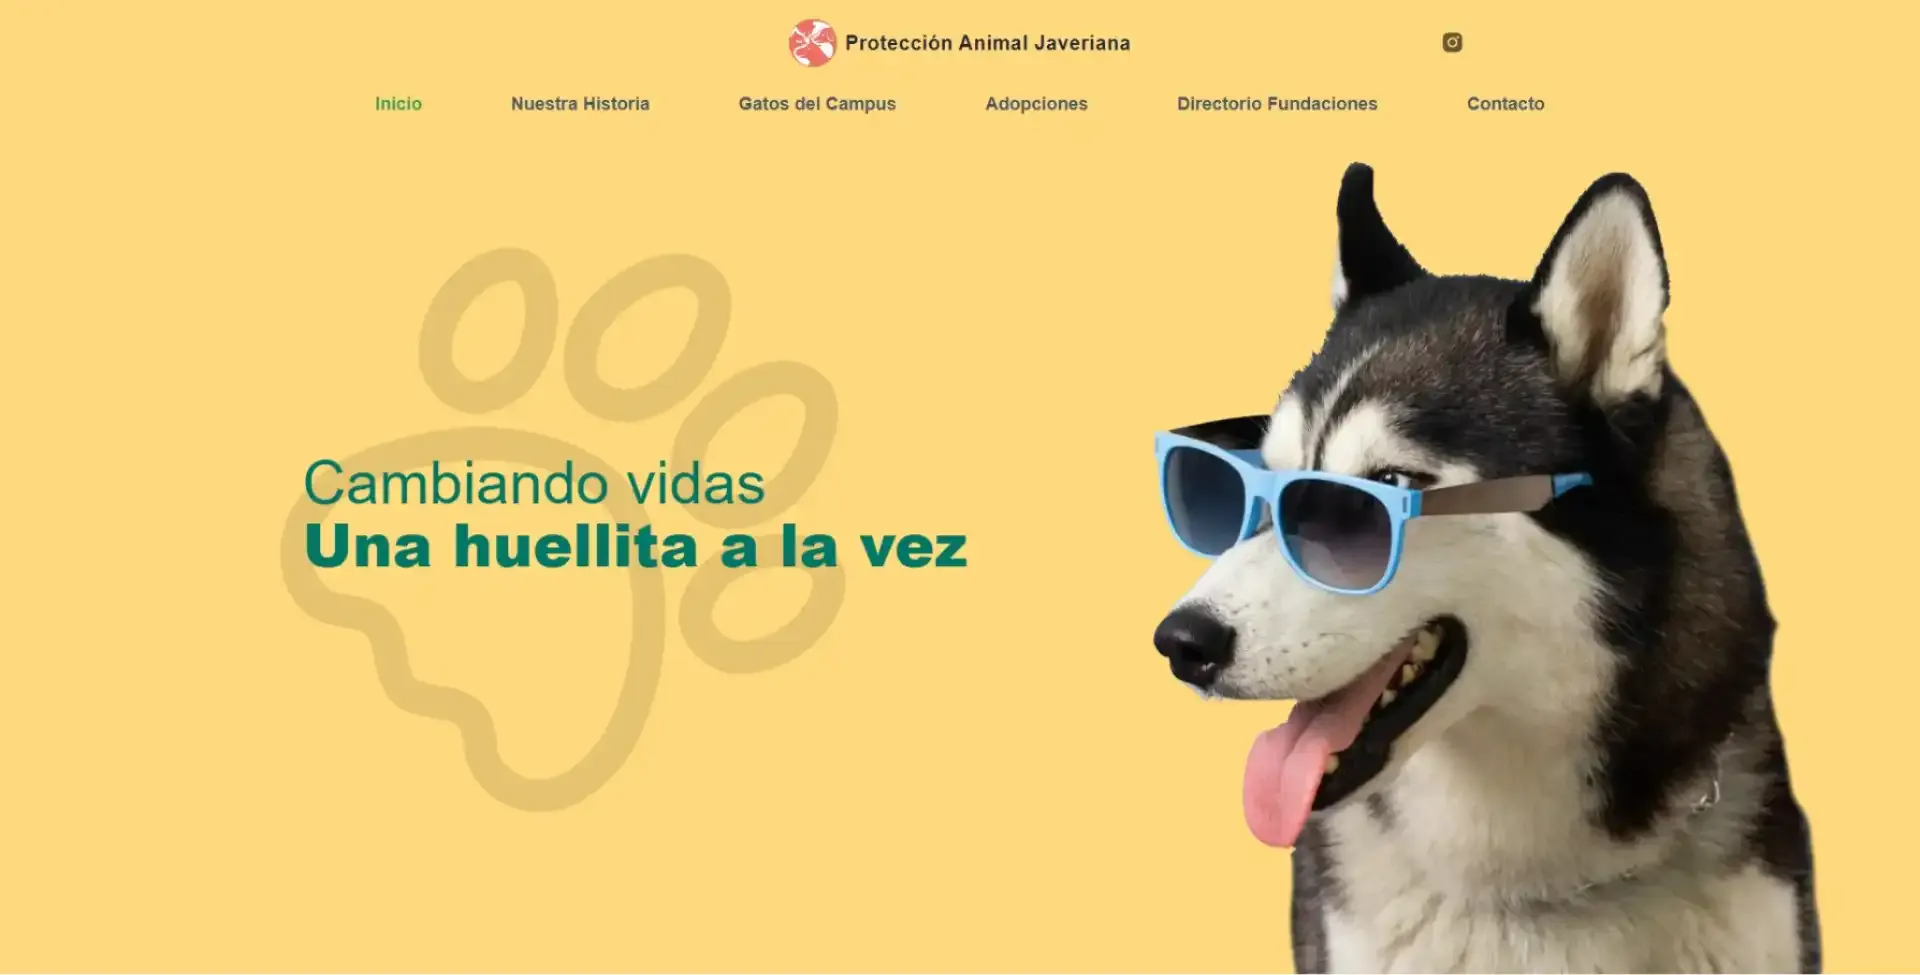 Protección Animal Javeriana
Inicio Nuestra Historia Gatos del Campus Adopciones Directorio Fundaciones Contacto
Cambiando vidas
Una huellita a la vez